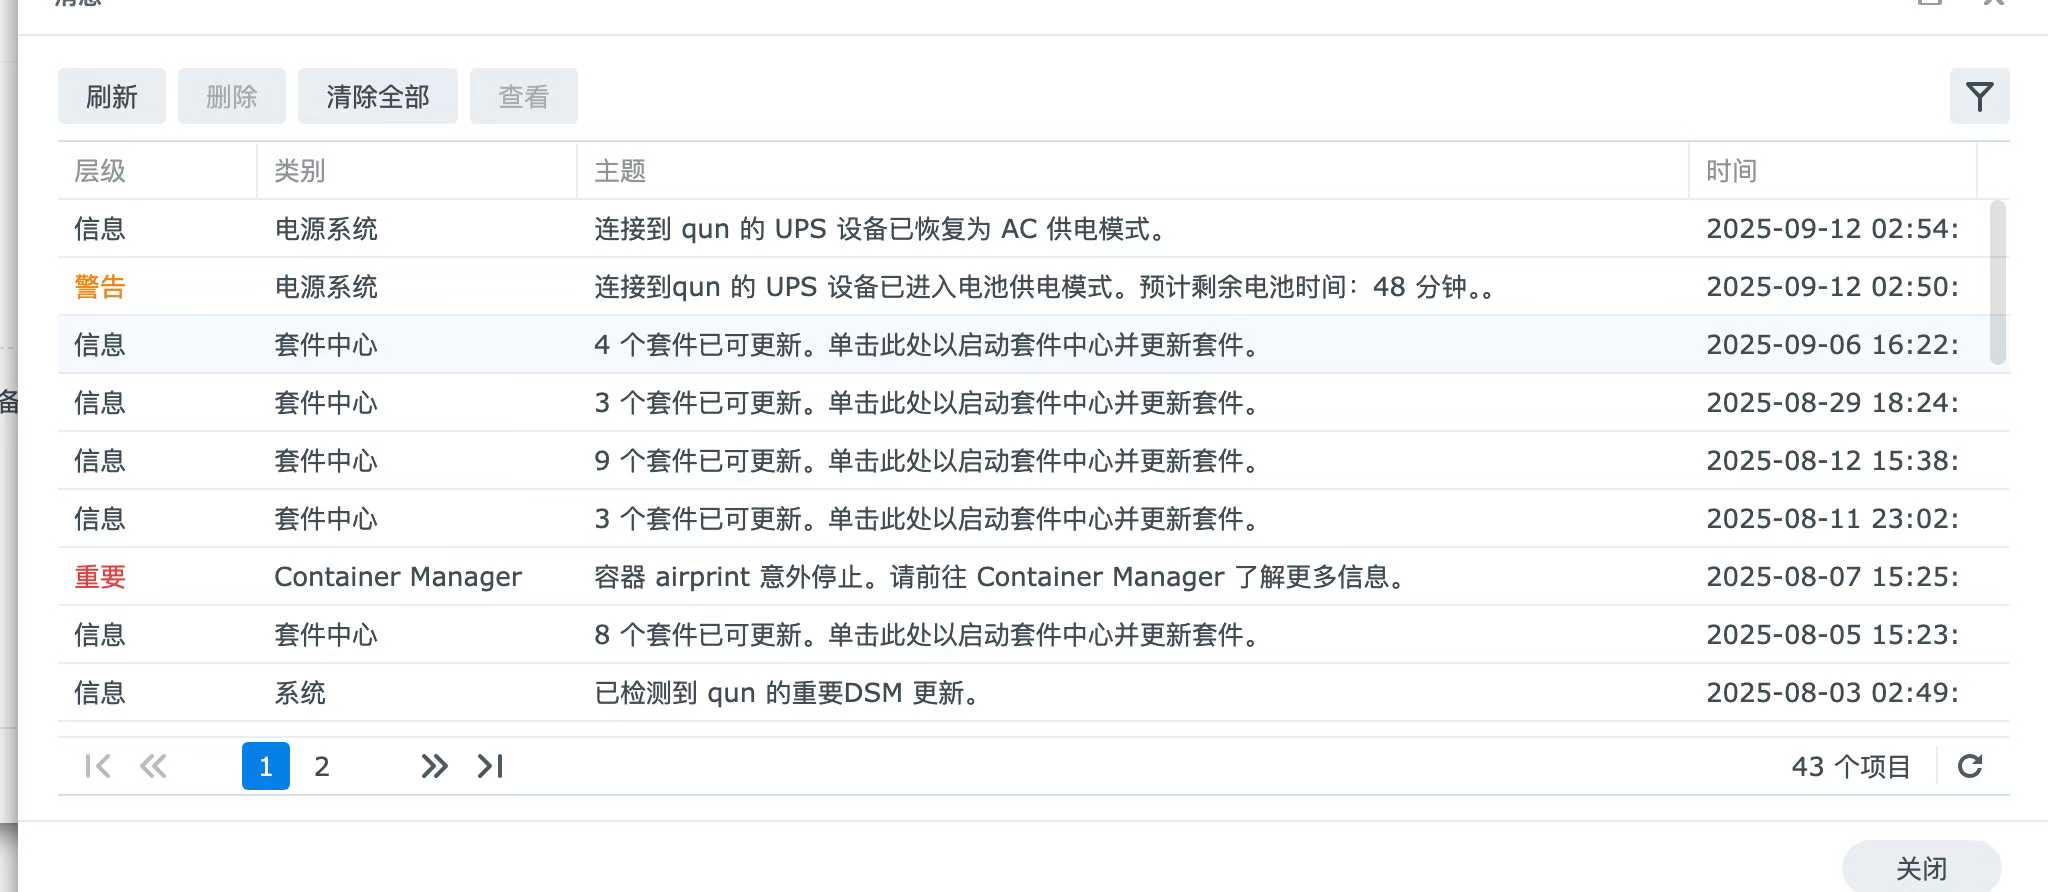 消息
刷新 删除 清除全部 查看
层级 类别 主题 时间
信息 电源系统 连接到 qun 的 UPS 设备已恢复为 AC 供电模式。 2025-09-12 02:54:
警告 电源系统 连接到qun 的 UPS 设备已进入电池供电模式。预计剩余电池时间：48 分钟。。 2025-09-12 02:50:
信息 套件中心 4 个套件已可更新。单击此处以启动套件中心并更新套件。 2025-09-06 16:22:
备
信息 套件中心 3 个套件已可更新。单击此处以启动套件中心并更新套件。 2025-08-29 18:24:
信息 套件中心 9 个套件已可更新。单击此处以启动套件中心并更新套件。 2025-08-12 15:38:
信息 套件中心 3 个套件已可更新。单击此处以启动套件中心并更新套件。 2025-08-11 23:02:
重要 Container Manager 容器 airprint 意外停止。请前往 Container Manager 了解更多信息。 2025-08-07 15:25:
信息 套件中心 8 个套件已可更新。单击此处以启动套件中心并更新套件。 2025-08-05 15:23:
信息 系统 已检测到 qun 的重要DSM 更新。 2025-08-03 02:49:
1 2 43 个项目
关闭